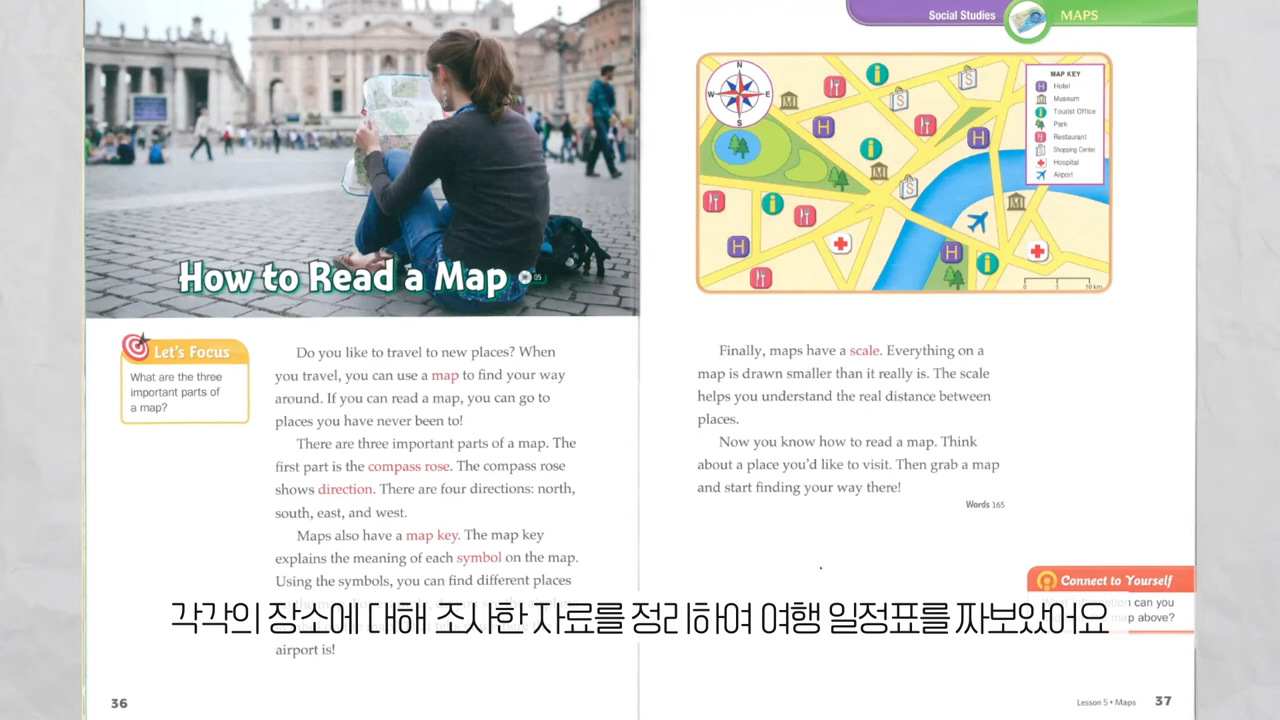 Social Studies
MAPS
N
W
E
S
MAP KEY
Hotel
Museum
Tourist Office
Park
Restaurant
Shopping Center
Hospital
Airport
0 5 10 km
How to Read a Map
05
Let's Focus
What are the three
important parts of
a map?
Do you like to travel to new places? When
you travel, you can use a map to find your way
around. If you can read a map, you can go to
places you have never been to!
There are three important parts of a map. The
first part is the compass rose. The compass rose
shows direction. There are four directions: north,
south, east, and west.
Maps also have a map key. The map key
explains the meaning of each symbol on the map.
Using the symbols, you can find different places
airport is!
36
Finally, maps have a scale. Everything on a
map is drawn smaller than it really is. The scale
helps you understand the real distance between
places.
Now you know how to read a map. Think
about a place you'd like to visit. Then grab a map
and start finding your way there!
Words 165
Connect to Yourself
can you
map above?
각각의 장소에 대해 조사한 자료를 정리하여 여행 일정표를 짜보았어요
Lesson 5 • Maps 37